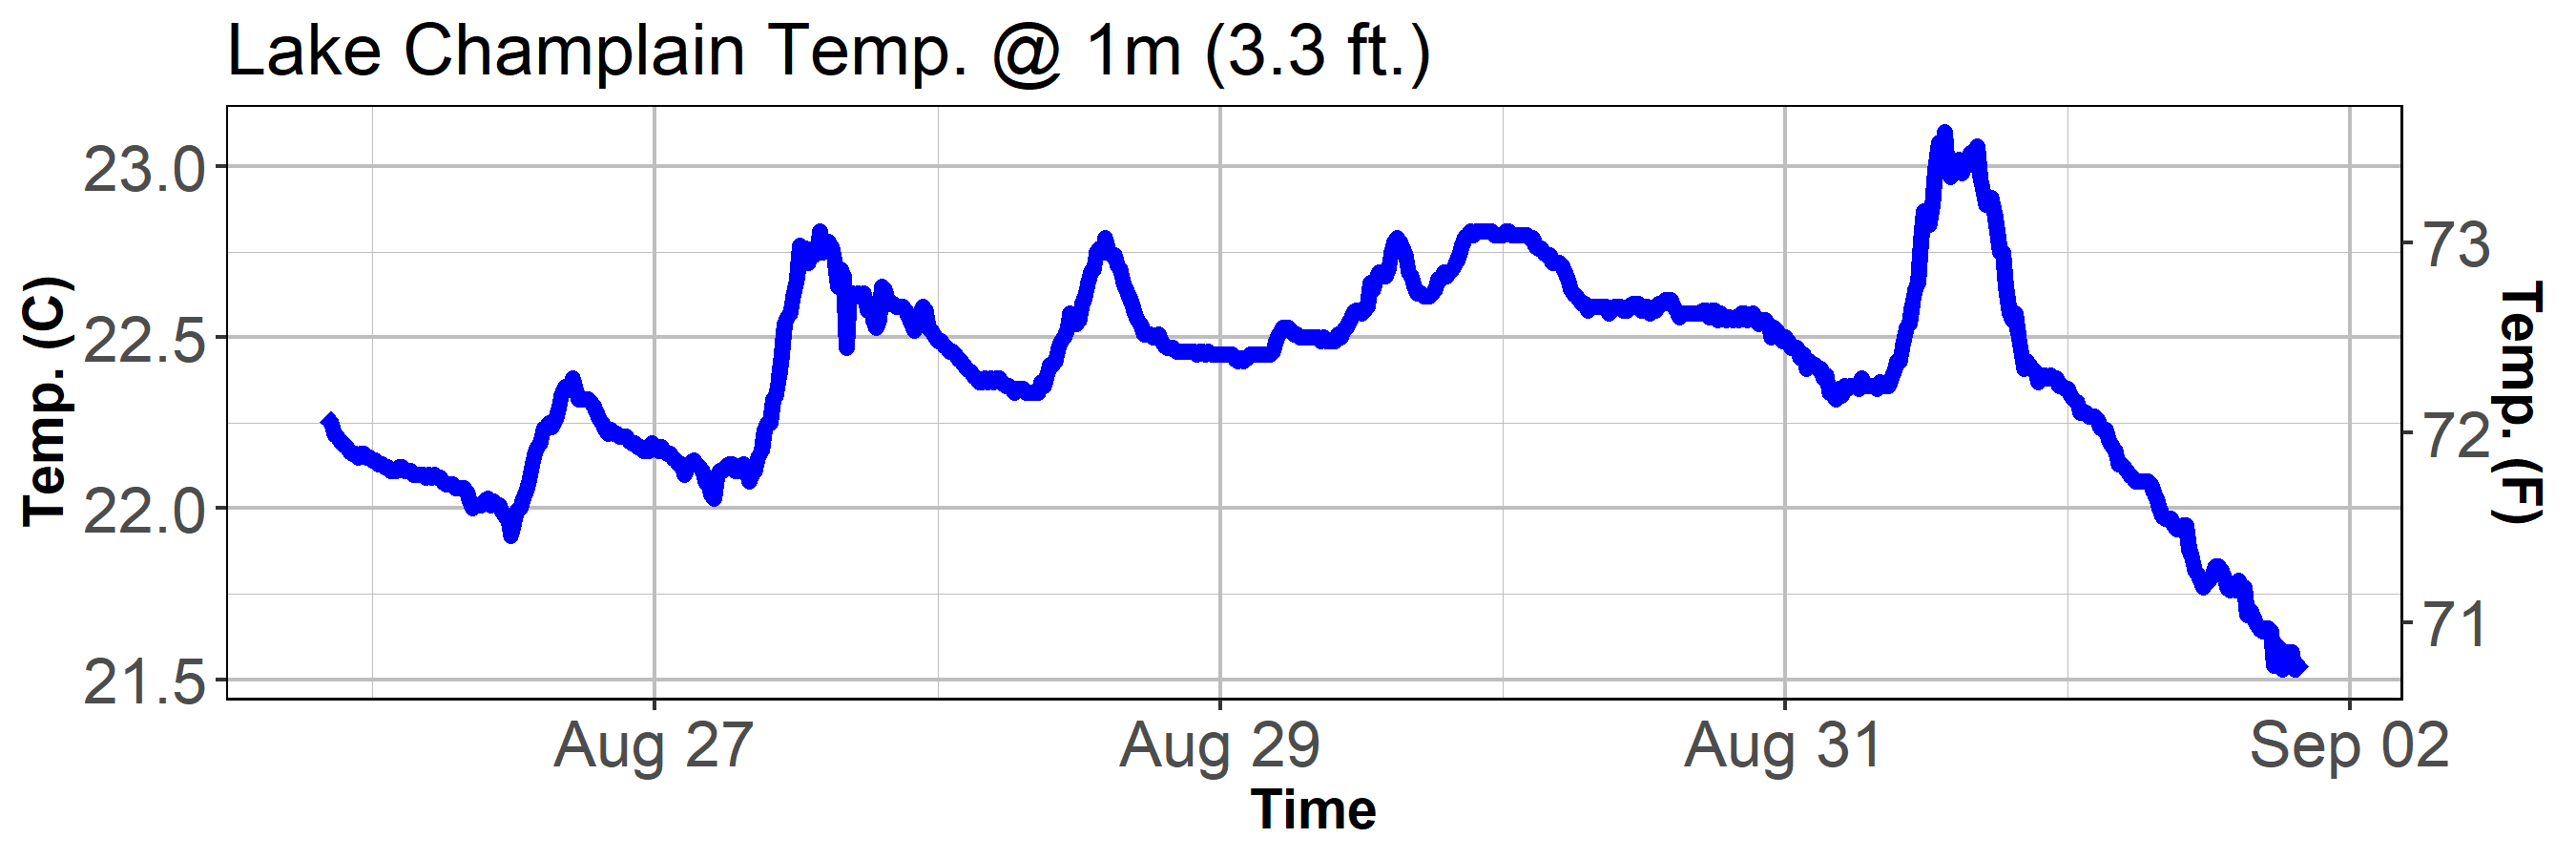 Lake Champlain Temp. @ 1m (3.3 ft.)
Temp. (C)
23.0
22.5
22.0
21.5
73
72
71
Temp. (F)
Aug 27
Aug 29
Aug 31
Sep 02
Time